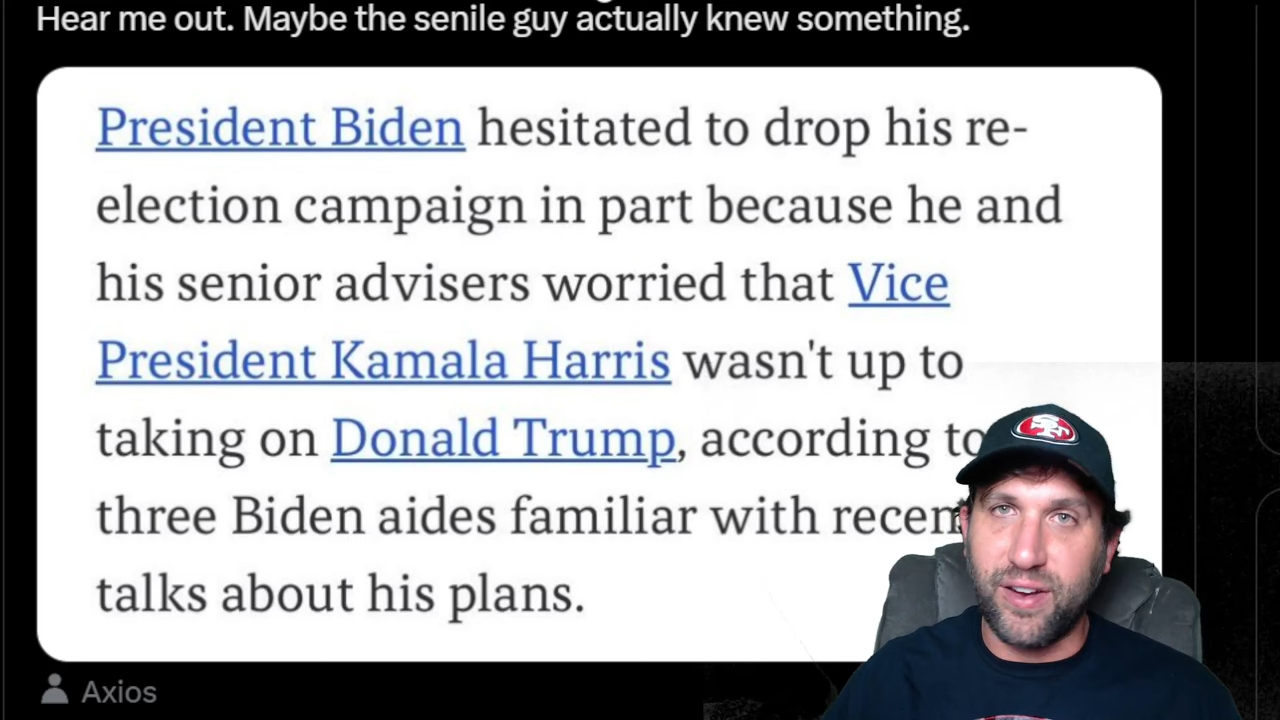 Hear me out. Maybe the senile guy actually knew something.
President Biden hesitated to drop his re-
election campaign in part because he and
his senior advisers worried that Vice
President Kamala Harris wasn't up to
taking on Donald Trump, according to
three Biden aides familiar with
talks about his plans.
Axios